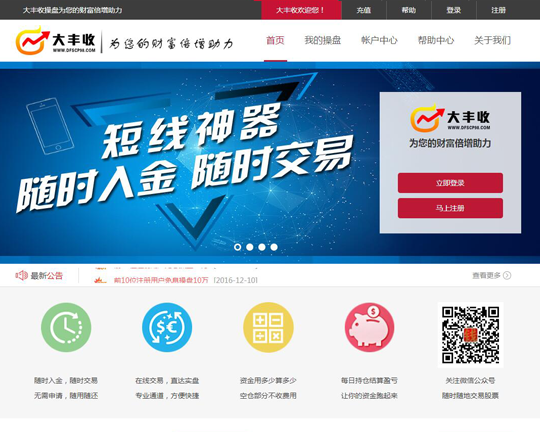 大丰收操盘为您的财富倍增助力
大丰收欢迎您！ 充值 帮助 登录 注册
大丰收
WWW.DFSCP98.COM
为您的财富倍增助力
首页 我的操盘 帐户中心 帮助中心 关于我们
短线神器
随时入金 随时交易
大丰收
WWW.DFSCP98.COM
为您的财富倍增助力
立即登录
马上注册
最新公告
前10位注册用户免息操盘10万 [2016-12-10]
查看更多
随时入金，随时交易
无需申请，随用随还
在线交易，直达实盘
专业通道，方便快捷
资金用多少算多少
空仓部分不收费用
每日持仓结算盈亏
让你的资金跑起来
关注微信公众号
随时随地交易股票